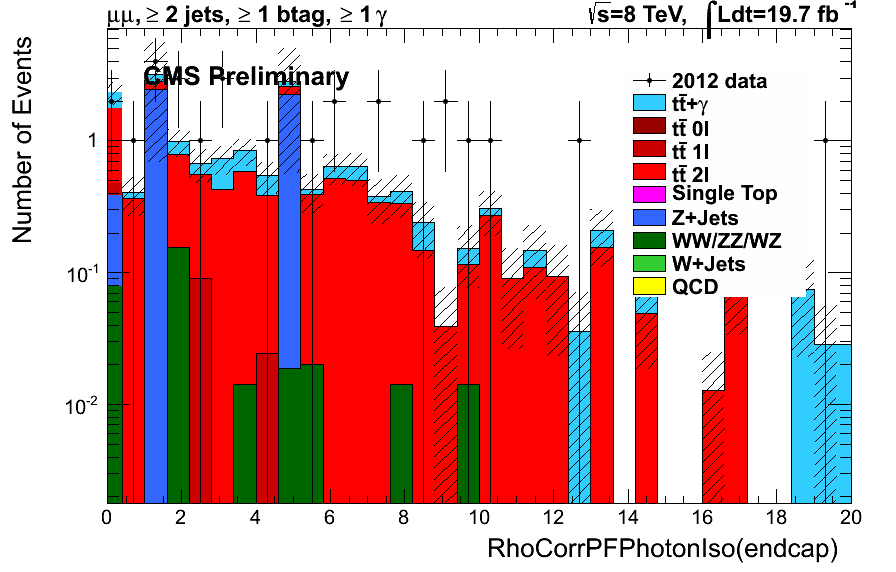 μμ, ≥ 2 jets, ≥ 1 btag, ≥ 1 γ
√s=8 TeV, ∫Ldt=19.7 fb⁻¹
CMS Preliminary
2012 data
tt̄+γ
tt̄ 0l
tt̄ 1l
tt̄ 2l
Single Top
Z+Jets
WW/ZZ/WZ
W+Jets
QCD
Number of Events
1
10⁻¹
10⁻²
0 2 4 6 8 10 12 14 16 18 20
RhoCorrPFPhotonIso(endcap)